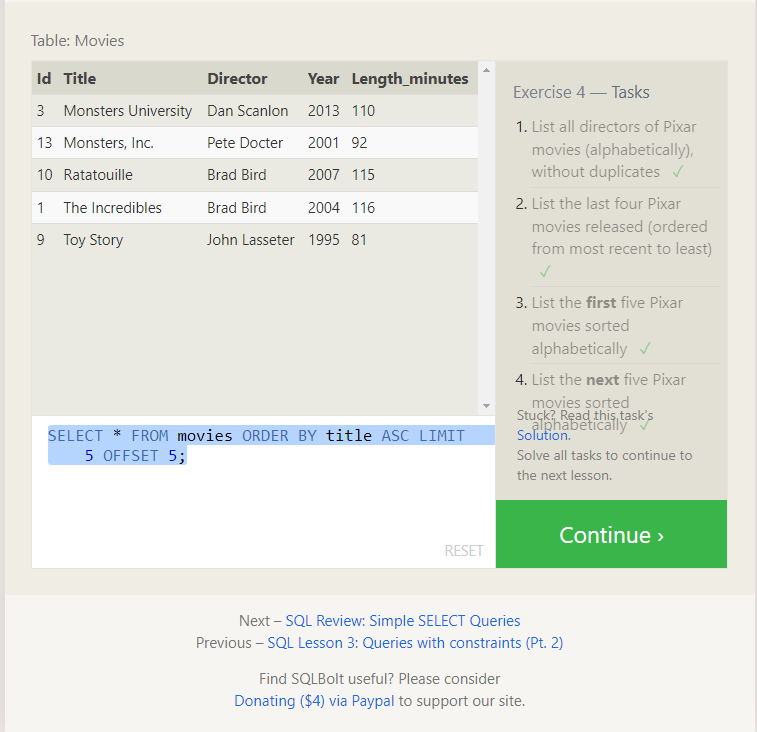 Table: Movies
Id Title Director Year Length_minutes
3 Monsters University Dan Scanlon 2013 110
13 Monsters, Inc. Pete Docter 2001 92
10 Ratatouille Brad Bird 2007 115
1 The Incredibles Brad Bird 2004 116
9 Toy Story John Lasseter 1995 81
SELECT * FROM movies ORDER BY title ASC LIMIT
5 OFFSET 5;
RESET
Exercise 4 — Tasks
1. List all directors of Pixar
movies (alphabetically),
without duplicates ✓
2. List the last four Pixar
movies released (ordered
from most recent to least)
✓
3. List the first five Pixar
movies sorted
alphabetically ✓
4. List the next five Pixar
movies sorted
alphabetically ✓
Stuck? Read this task's
Solution.
Solve all tasks to continue to
the next lesson.
Continue ›
Next – SQL Review: Simple SELECT Queries
Previous – SQL Lesson 3: Queries with constraints (Pt. 2)
Find SQLBolt useful? Please consider
Donating ($4) via Paypal to support our site.